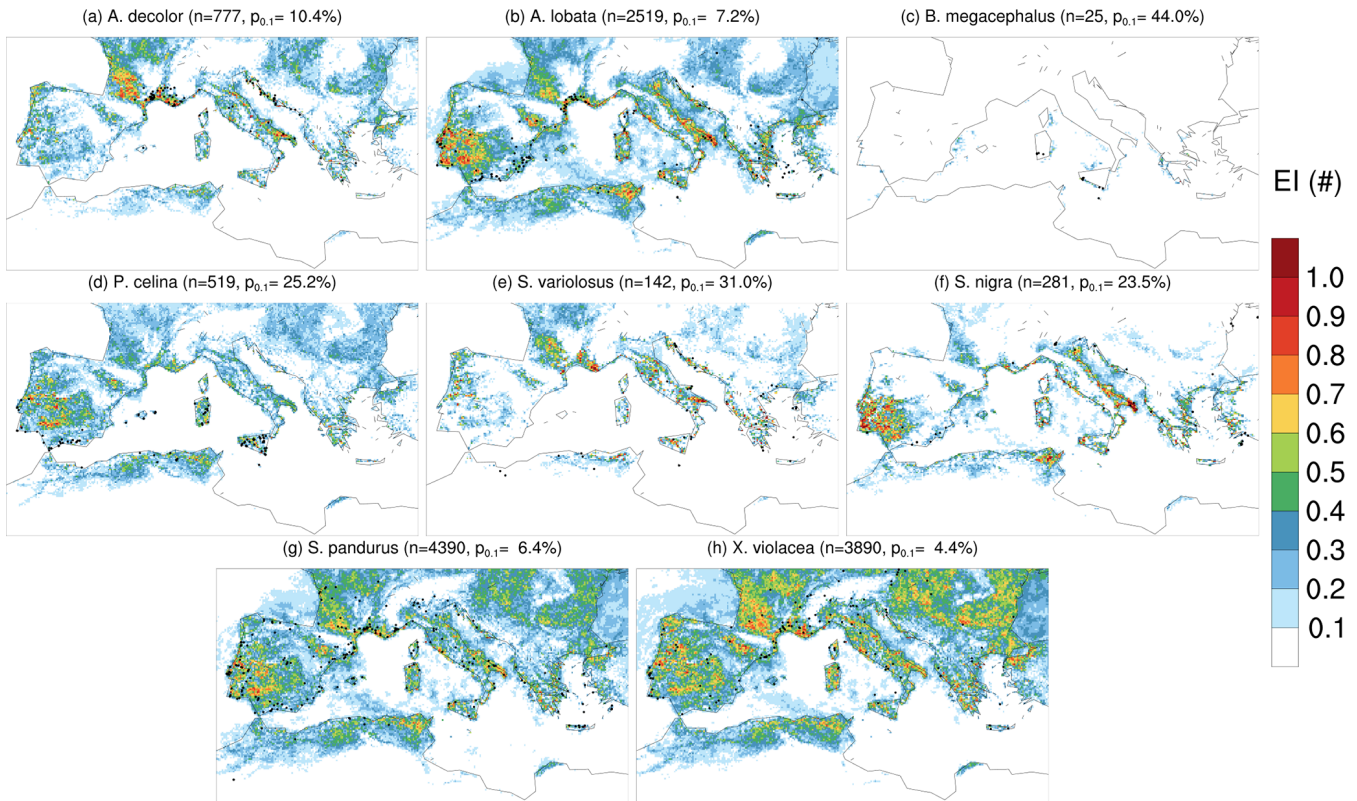 (a) A. decolor (n=777, p0.1= 10.4%)
(b) A. lobata (n=2519, p0.1= 7.2%)
(c) B. megacephalus (n=25, p0.1= 44.0%)
EI (#)
(d) P. celina (n=519, p0.1= 25.2%)
(e) S. variolosus (n=142, p0.1= 31.0%)
(f) S. nigra (n=281, p0.1= 23.5%)
1.0
0.9
0.8
0.7
0.6
0.5
0.4
0.3
0.2
0.1
(g) S. pandurus (n=4390, p0.1= 6.4%)
(h) X. violacea (n=3890, p0.1= 4.4%)